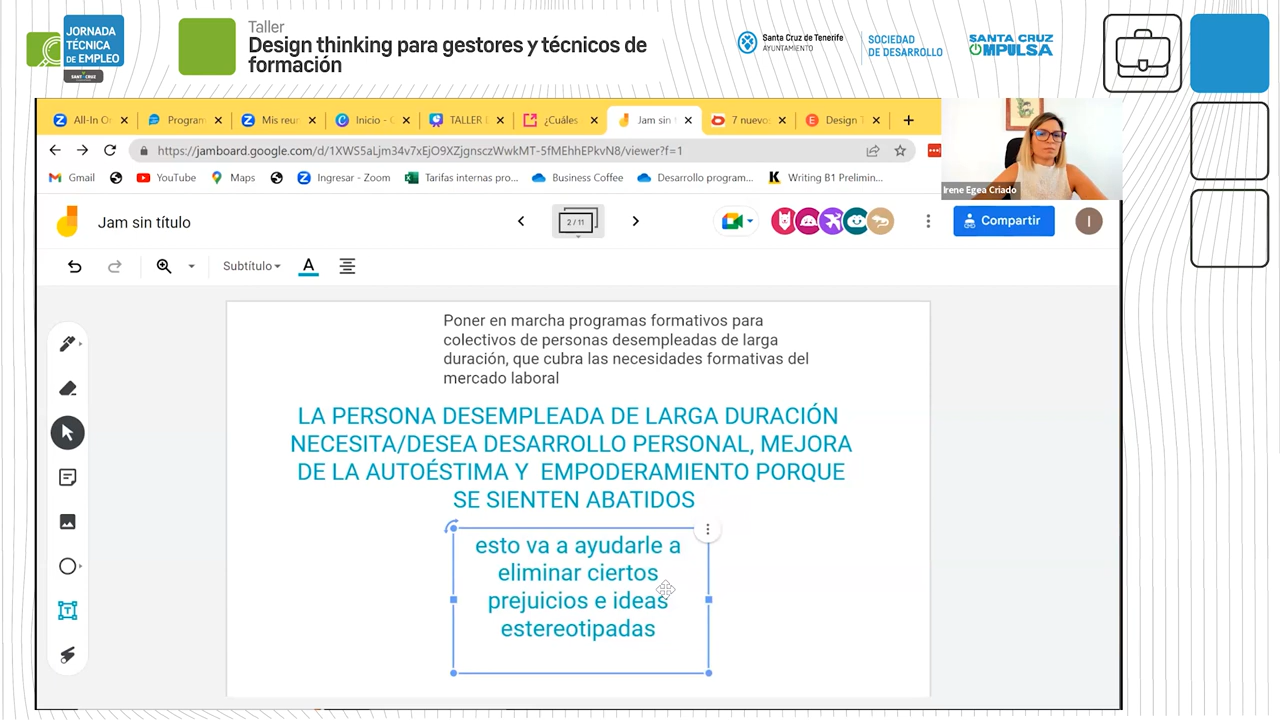 JORNADA
TÉCNICA
DE EMPLEO
SANTA CRUZ
Taller
Design thinking para gestores y técnicos de
formación
Santa Cruz de Tenerife
AYUNTAMIENTO
SOCIEDAD
DE DESARROLLO
SANTA CRUZ
MPULSA
All-In O
Program
Mis reun
Inicio - C
TALLER I
¿Cuáles
Jam sin t
7 nuevos
Design T
https://jamboard.google.com/d/1XWS5aLjm34v7xEjO9XZjgnsczWwkMT-5fMEhhEPkvN8/viewer?f=1
Gmail
YouTube
Maps
Ingresar - Zoom
Tarifas internas pro...
Business Coffee
Desarrollo program...
Writing B1 Prelimin...
Irene Egea Criado
Jam sin título
2 / 11
Compartir
I
Subtítulo
A
Poner en marcha programas formativos para
colectivos de personas desempleadas de larga
duración, que cubra las necesidades formativas del
mercado laboral
LA PERSONA DESEMPLEADA DE LARGA DURACIÓN
NECESITA/DESEA DESARROLLO PERSONAL, MEJORA
DE LA AUTOÉSTIMA Y EMPODERAMIENTO PORQUE
SE SIENTEN ABATIDOS
esto va a ayudarle a
eliminar ciertos
prejuicios e ideas
estereotipadas